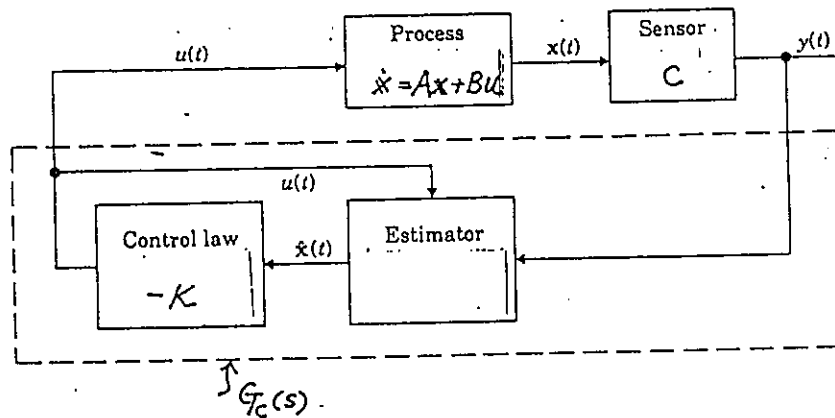 Process
ẋ = Ax + Bu
Sensor
C
u(t)
x(t)
y(t)
u(t)
Control law
-K
x̂(t)
Estimator
G_c(s).